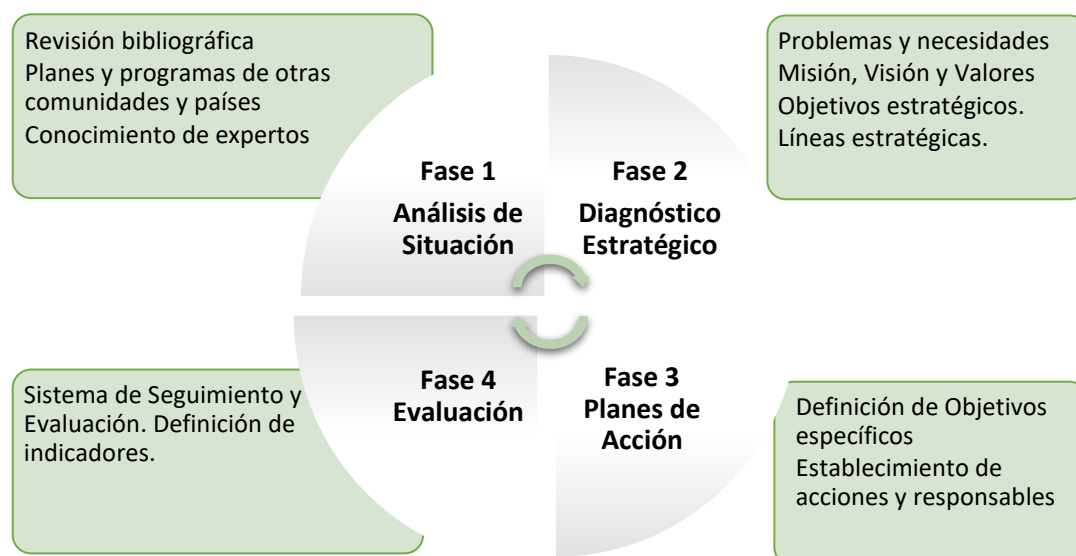 Revisión bibliográfica
Planes y programas de otras
comunidades y países
Conocimiento de expertos
Problemas y necesidades
Misión, Visión y Valores
Objetivos estratégicos.
Líneas estratégicas.
Fase 1
Análisis de
Situación
Fase 2
Diagnóstico
Estratégico
Fase 4
Evaluación
Fase 3
Planes de
Acción
Sistema de Seguimiento y
Evaluación. Definición de
indicadores.
Definición de Objetivos
específicos
Establecimiento de
acciones y responsables